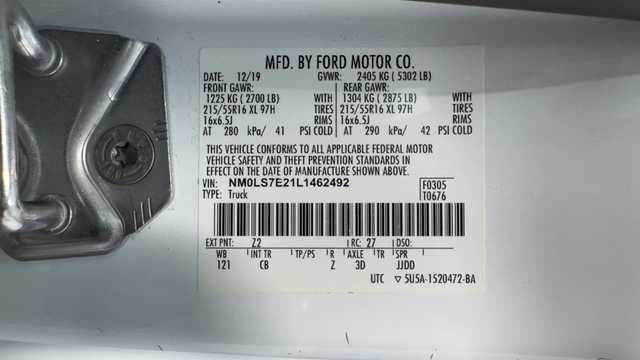 MFD. BY FORD MOTOR CO.
DATE: 12/19 GVWR: 2405 KG (5302 LB)
FRONT GAWR: REAR GAWR:
1225 KG (2700 LB) WITH 1304 KG (2875 LB) WITH
215/55R16 XL 97H TIRES 215/55R16 XL 97H TIRES
16x6.5J RIMS 16x6.5J RIMS
AT 280 kPa/ 41 PSI COLD AT 290 kPa/ 42 PSI COLD
THIS VEHICLE CONFORMS TO ALL APPLICABLE FEDERAL MOTOR
VEHICLE SAFETY AND THEFT PREVENTION STANDARDS IN
EFFECT ON THE DATE OF MANUFACTURE SHOWN ABOVE.
VIN: NM0LS7E21L1462492 F0305
TYPE: Truck T0676
EXT PNT: Z2 RC: 27 DSO:
WB INT TR TP/PS R AXLE TR SPR
121 CB Z 3D JJDD
UTC ▽ 5U5A-1520472-BA